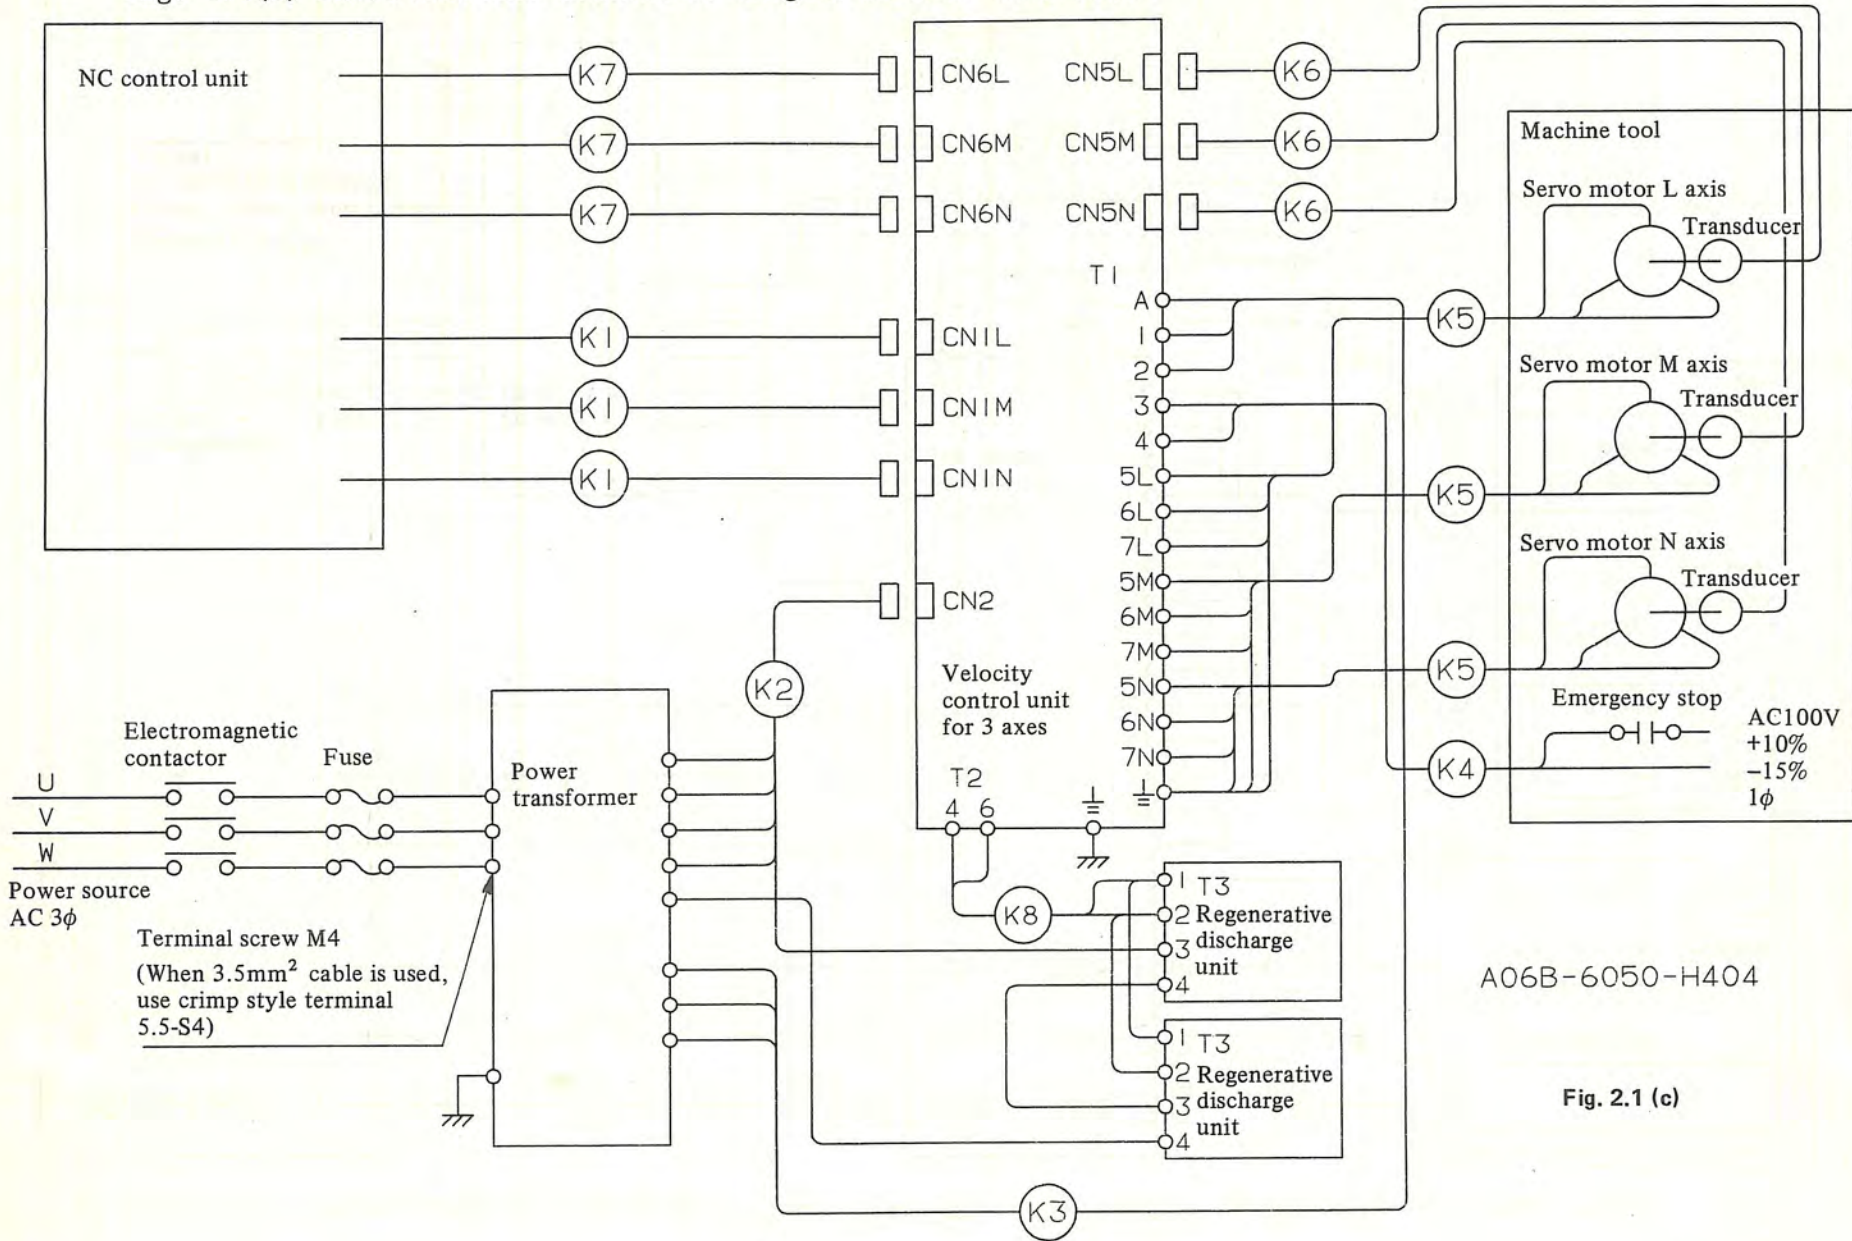 NC control unit
K7
K7
K7
K1
K1
K1
CN6L
CN6M
CN6N
CN1L
CN1M
CN1N
CN2
CN5L
CN5M
CN5N
K6
K6
K6
T1
A
1
2
3
4
5L
6L
7L
5M
6M
7M
5N
6N
7N
Velocity
control unit
for 3 axes
T2
4 6
K5
K5
K5
K4
Machine tool
Servo motor L axis
Transducer
Servo motor M axis
Transducer
Servo motor N axis
Transducer
Emergency stop
AC100V
+10%
−15%
1ϕ
K2
Electromagnetic
contactor
Fuse
U
V
W
Power source
AC 3ϕ
Power
transformer
Terminal screw M4
(When 3.5mm² cable is used,
use crimp style terminal
5.5-S4)
K8
1 T3
2 Regenerative
3 discharge
unit
4
1 T3
2 Regenerative
3 discharge
unit
4
K3
A06B-6050-H404
Fig. 2.1 (c)